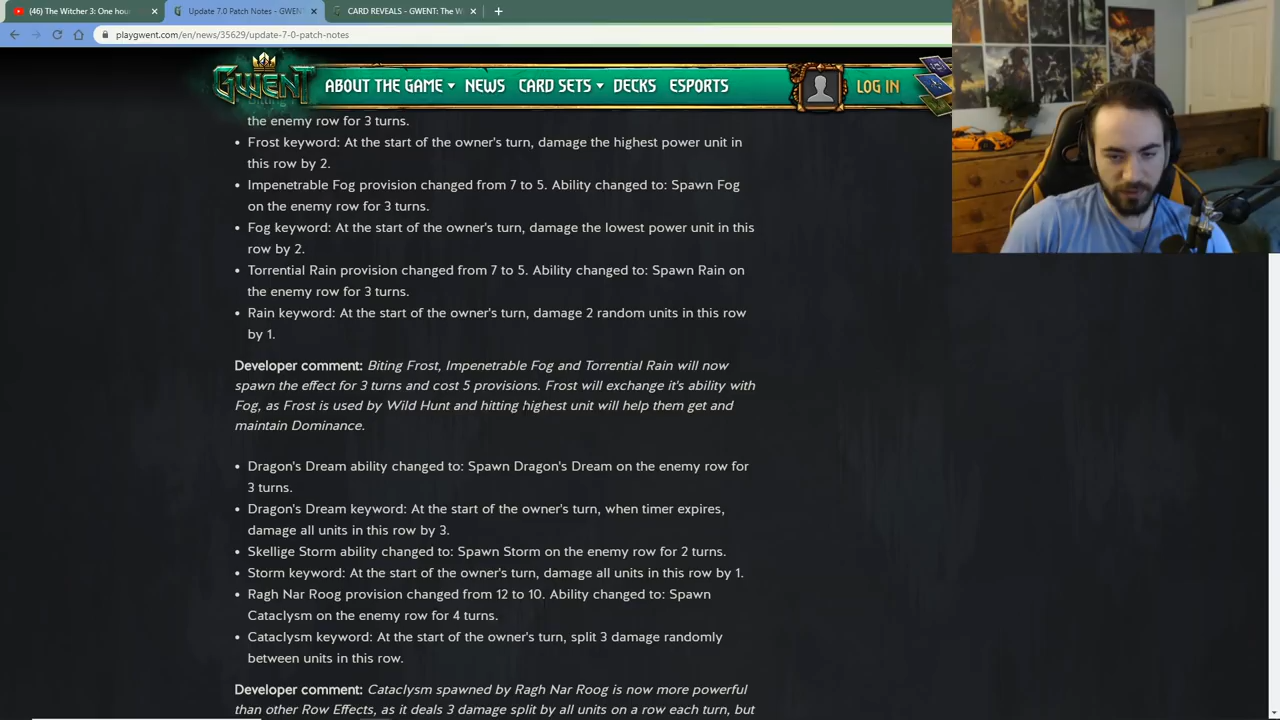 (46) The Witcher 3: One hour
Update 7.0 Patch Notes - GWENT
CARD REVEALS - GWENT: The W
playgwent.com/en/news/35629/update-7-0-patch-notes
GWENT
ABOUT THE GAME
NEWS
CARD SETS
DECKS
ESPORTS
LOG IN
the enemy row for 3 turns.
• Frost keyword: At the start of the owner's turn, damage the highest power unit in
this row by 2.
• Impenetrable Fog provision changed from 7 to 5. Ability changed to: Spawn Fog
on the enemy row for 3 turns.
• Fog keyword: At the start of the owner's turn, damage the lowest power unit in this
row by 2.
• Torrential Rain provision changed from 7 to 5. Ability changed to: Spawn Rain on
the enemy row for 3 turns.
• Rain keyword: At the start of the owner's turn, damage 2 random units in this row
by 1.
Developer comment: Biting Frost, Impenetrable Fog and Torrential Rain will now
spawn the effect for 3 turns and cost 5 provisions. Frost will exchange it's ability with
Fog, as Frost is used by Wild Hunt and hitting highest unit will help them get and
maintain Dominance.
• Dragon's Dream ability changed to: Spawn Dragon's Dream on the enemy row for
3 turns.
• Dragon's Dream keyword: At the start of the owner's turn, when timer expires,
damage all units in this row by 3.
• Skellige Storm ability changed to: Spawn Storm on the enemy row for 2 turns.
• Storm keyword: At the start of the owner's turn, damage all units in this row by 1.
• Ragh Nar Roog provision changed from 12 to 10. Ability changed to: Spawn
Cataclysm on the enemy row for 4 turns.
• Cataclysm keyword: At the start of the owner's turn, split 3 damage randomly
between units in this row.
Developer comment: Cataclysm spawned by Ragh Nar Roog is now more powerful
than other Row Effects, as it deals 3 damage split by all units on a row each turn, but